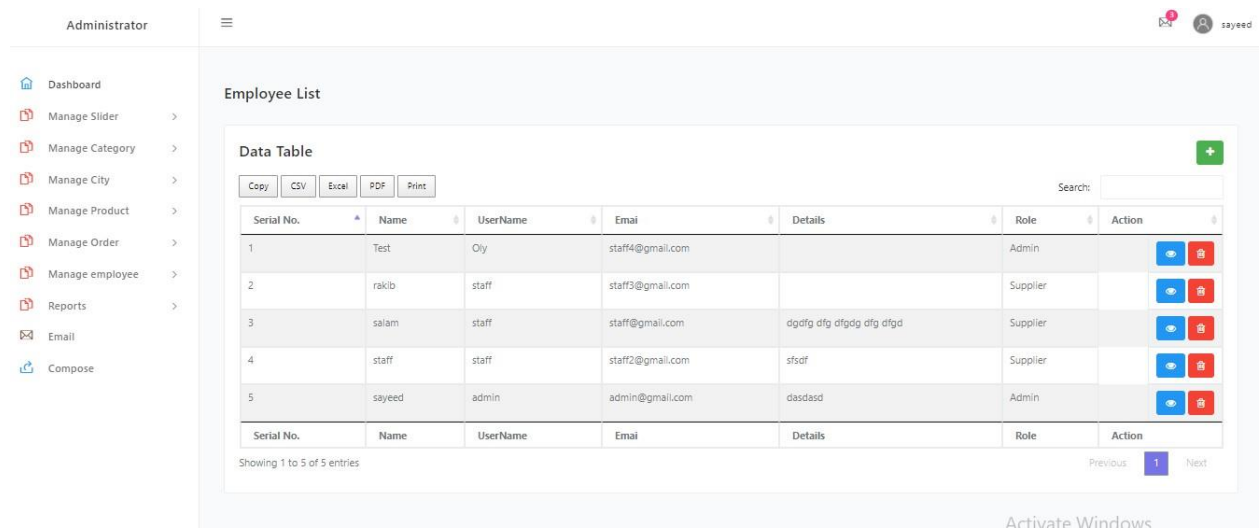 Administrator
3
sayeed
Dashboard
Manage Slider
Manage Category
Manage City
Manage Product
Manage Order
Manage employee
Reports
Email
Compose
Employee List
Data Table
Copy CSV Excel PDF Print
Search:
Serial No. Name UserName Emai Details Role Action
1 Test Oly staff4@gmail.com Admin
2 rakib staff staff3@gmail.com Supplier
3 salam staff staff@gmail.com dgdfg dfg dfgdg dfg dfgd Supplier
4 staff staff staff2@gmail.com sfsdf Supplier
5 sayeed admin admin@gmail.com dasdasd Admin
Serial No. Name UserName Emai Details Role Action
Showing 1 to 5 of 5 entries
Previous 1 Next
Activate Windows